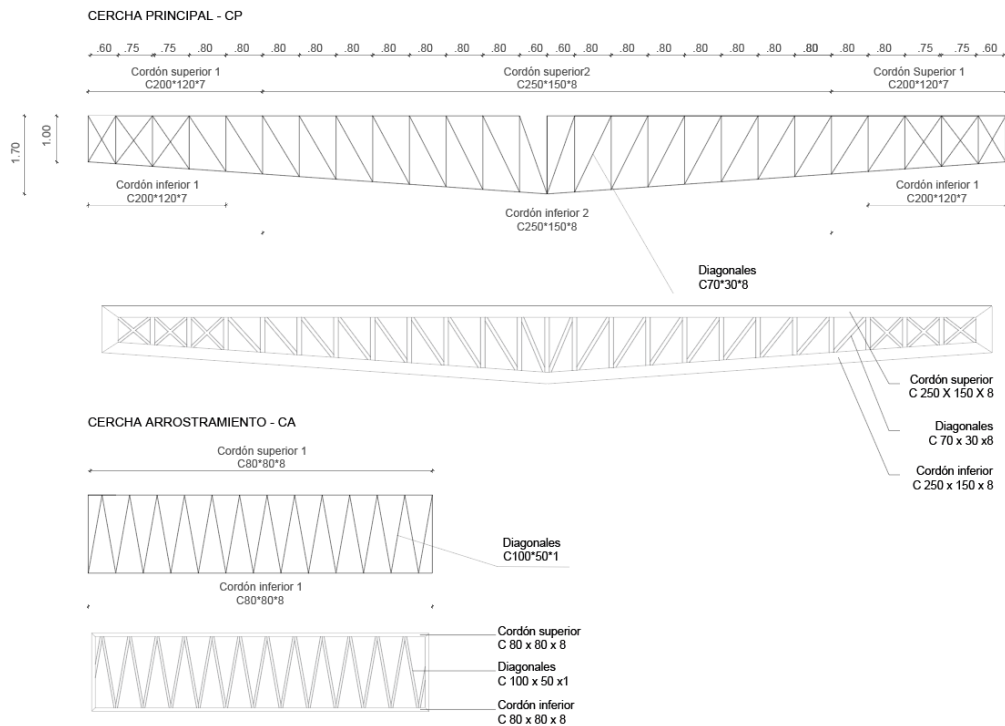 CERCHA PRINCIPAL - CP
.60 .75 .75 .80 .80 .80 .80 .80 .80 .80 .80 .80 .60 .60 .80 .80 .80 .80 .80 .80 .80 .80 .80 .75 .75 .60
Cordón superior 1
C200*120*7
Cordón superior2
C250*150*8
Cordón Superior 1
C200*120*7
1.70
1.00
Cordón inferior 1
C200*120*7
Cordón inferior 2
C250*150*8
Cordón inferior 1
C200*120*7
Diagonales
C70*30*8
Cordón superior
C 250 X 150 X 8
Diagonales
C 70 x 30 x8
Cordón inferior
C 250 x 150 x 8
CERCHA ARROSTRAMIENTO - CA
Cordón superior 1
C80*80*8
Diagonales
C100*50*1
Cordón inferior 1
C80*80*8
Cordón superior
C 80 x 80 x 8
Diagonales
C 100 x 50 x1
Cordón inferior
C 80 x 80 x 8